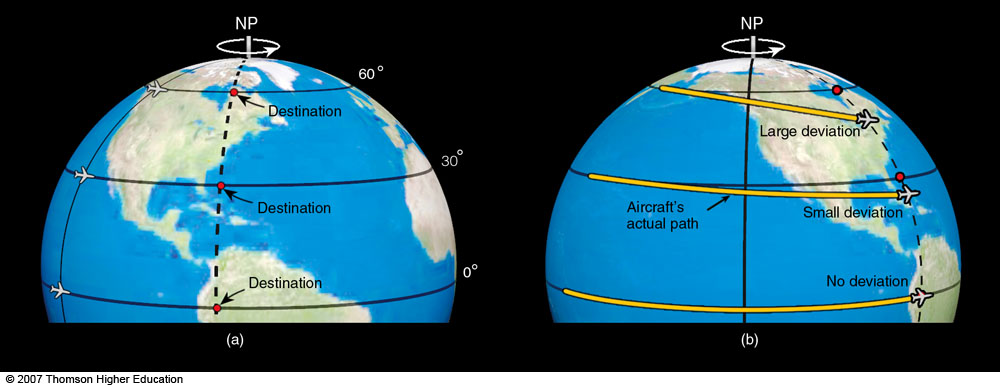 NP
60°
Destination
30°
Destination
0°
Destination
(a)
NP
Large deviation
Aircraft's
actual path
Small deviation
No deviation
(b)
© 2007 Thomson Higher Education